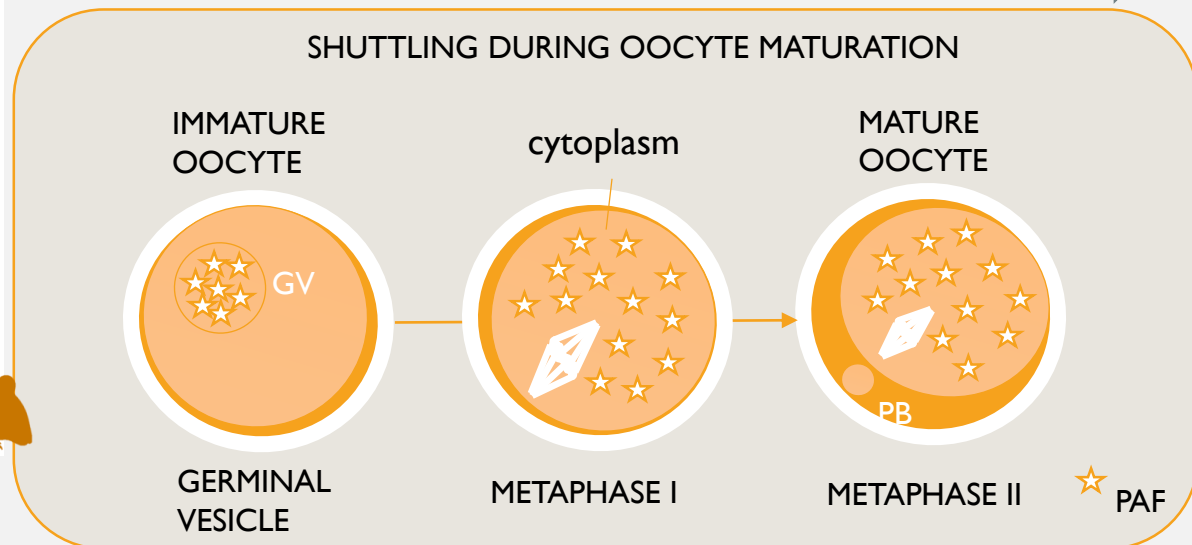 SHUTTLING DURING OOCYTE MATURATION
IMMATURE
OOCYTE
cytoplasm
MATURE
OOCYTE
GV
PB
GERMINAL
VESICLE
METAPHASE I
METAPHASE II
PAF